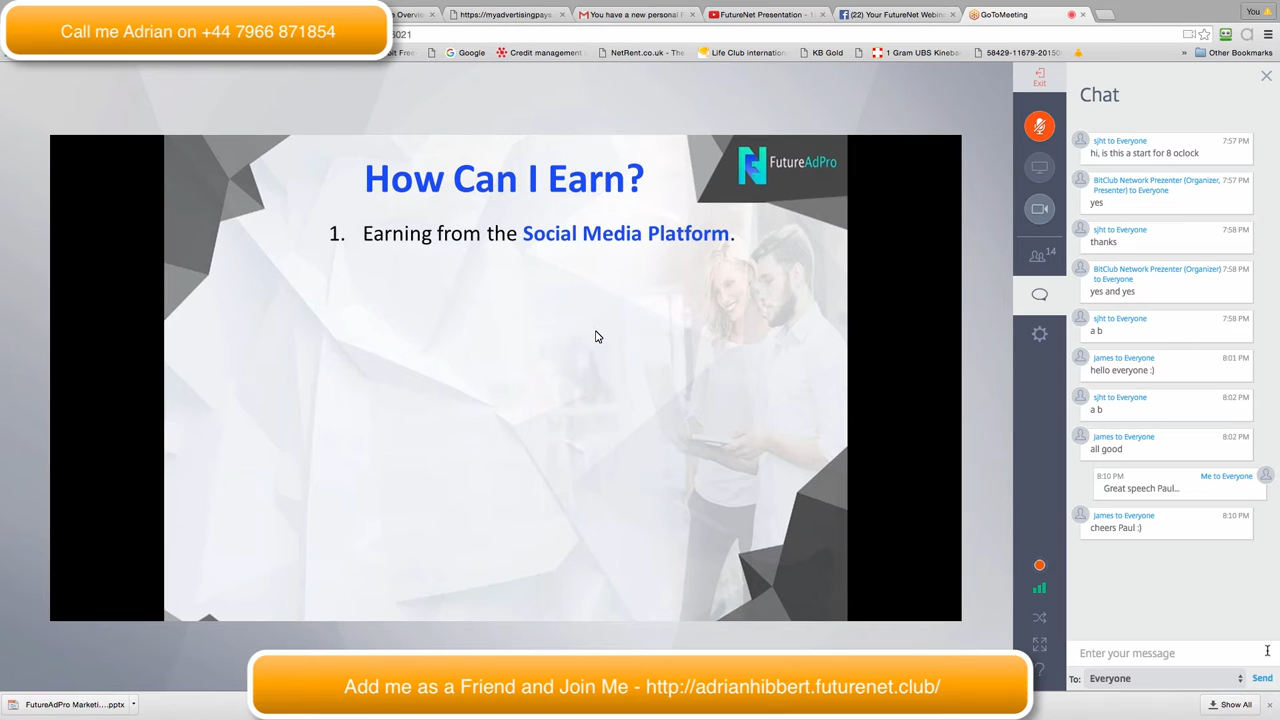 Call me Adrian on +44 7966 871854
Overvie
https://myadvertisingpays
You have a new personal
FutureNet Presentation - 1
(22) Your FutureNet Webin
GoToMeeting
You
6021
Google
Credit management
NetRent.co.uk - The
Life Club internation
KB Gold
1 Gram UBS Kineb
58429-11679-20150
»
Other Bookmarks
Exit
14
Chat
sjht to Everyone 7:57 PM
hi, is this a start for 8 oclock
BitClub Network Prezenter (Organizer, 7:57 PM
Presenter) to Everyone
yes
sjht to Everyone 7:58 PM
thanks
BitClub Network Prezenter (Organizer) 7:58 PM
to Everyone
yes and yes
sjht to Everyone 7:58 PM
a b
James to Everyone 8:01 PM
hello everyone :)
sjht to Everyone 8:02 PM
a b
James to Everyone 8:02 PM
all good
8:10 PM Me to Everyone
Great speech Paul...
James to Everyone 8:10 PM
cheers Paul :)
Enter your message
To: Everyone Send
FutureAdPro
How Can I Earn?
1. Earning from the Social Media Platform.
Add me as a Friend and Join Me - http://adrianhibbert.futurenet.club/
FutureAdPro Marketi....pptx
Show All